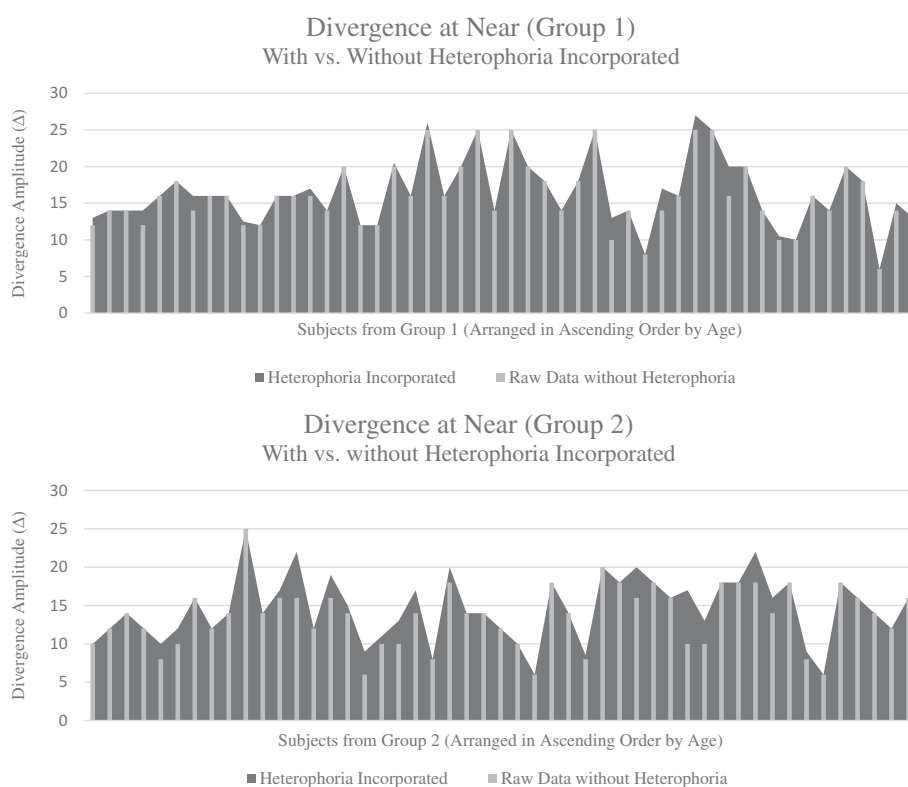 Divergence at Near (Group 1)
With vs. Without Heterophoria Incorporated
Divergence Amplitude (Δ)
30
25
20
15
10
5
0
Subjects from Group 1 (Arranged in Ascending Order by Age)
Heterophoria Incorporated
Raw Data without Heterophoria
Divergence at Near (Group 2)
With vs. without Heterophoria Incorporated
Divergence Amplitude (Δ)
30
25
20
15
10
5
0
Subjects from Group 2 (Arranged in Ascending Order by Age)
Heterophoria Incorporated
Raw Data without Heterophoria